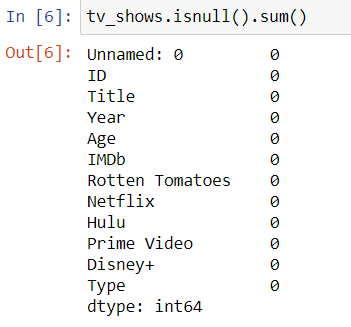 In [6]: tv_shows.isnull().sum()
Out[6]: Unnamed: 0 0
ID 0
Title 0
Year 0
Age 0
IMDb 0
Rotten Tomatoes 0
Netflix 0
Hulu 0
Prime Video 0
Disney+ 0
Type 0
dtype: int64